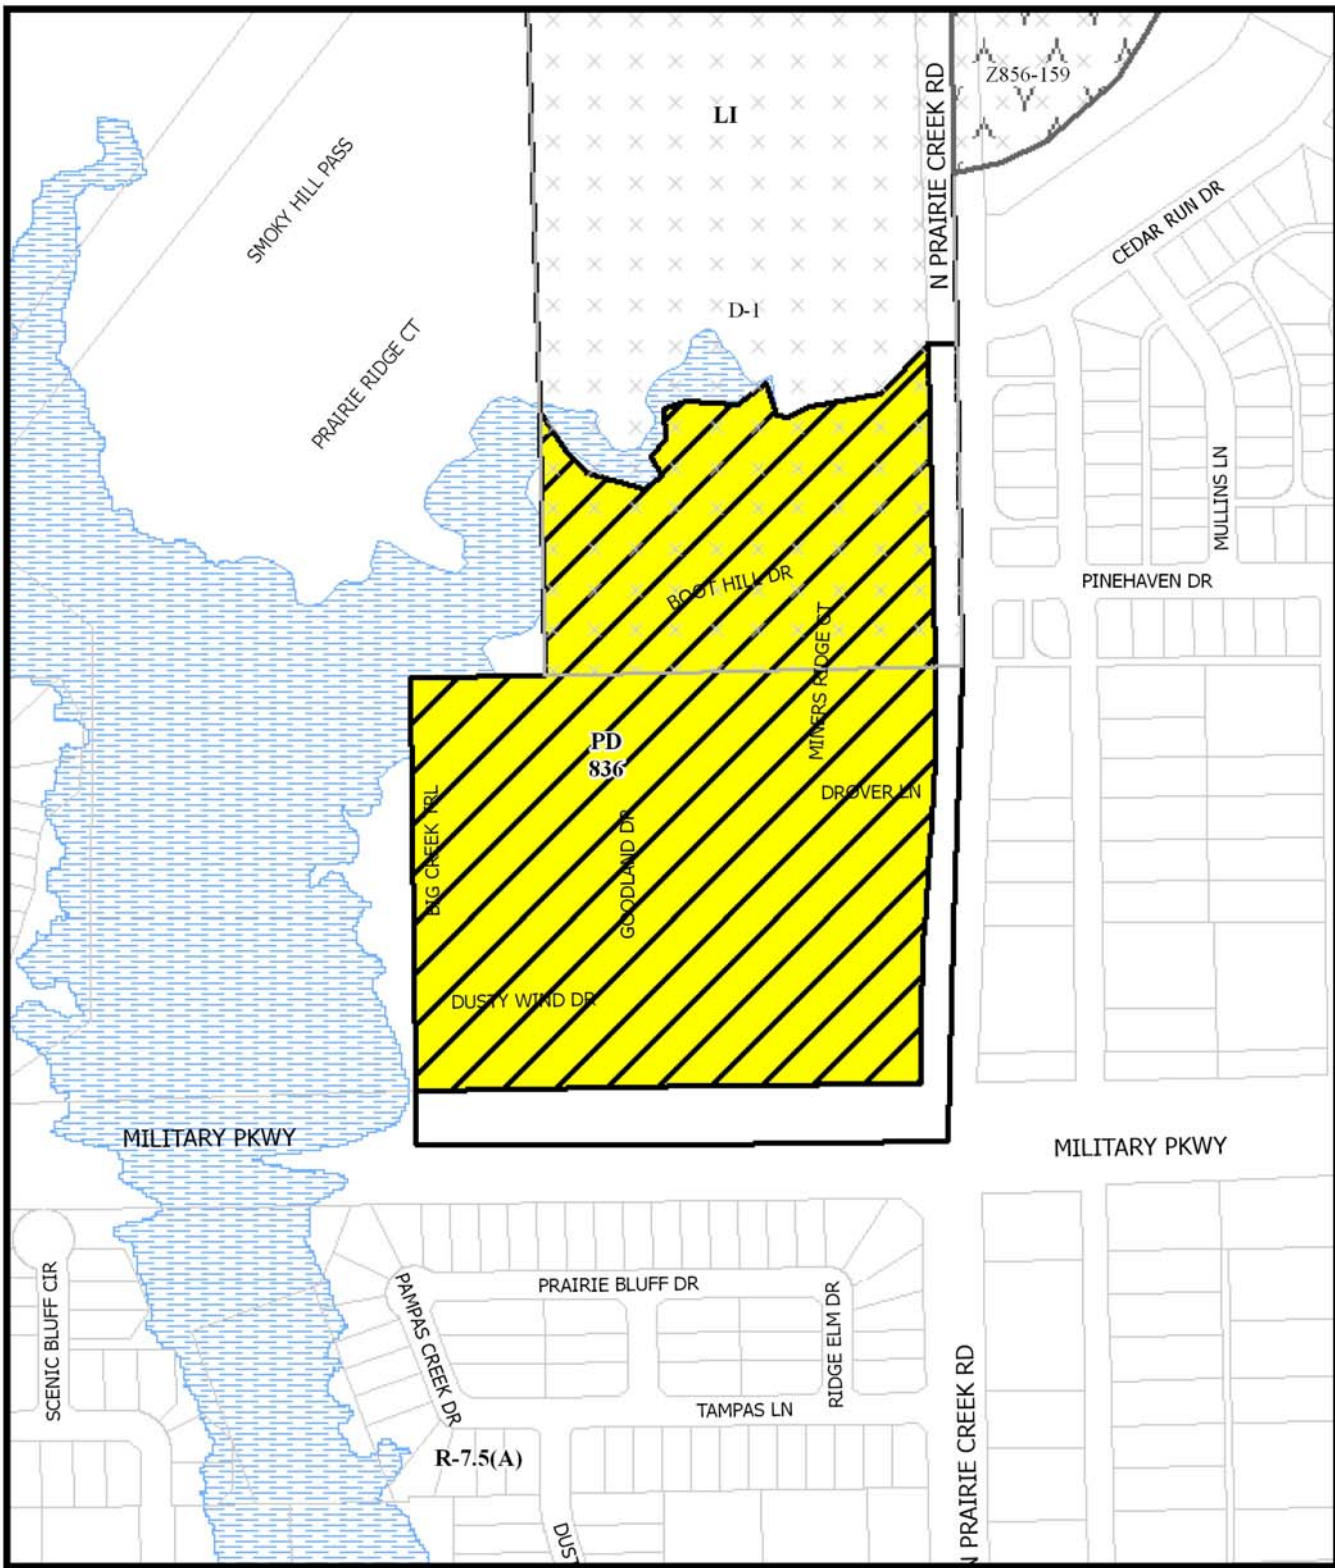 Z856-159
LI
N PRAIRIE CREEK RD
SMOKY HILL PASS
CEDAR RUN DR
D-1
PRAIRIE RIDGE CT
MULLINS LN
PINEHAVEN DR
BOOT HILL DR
MINERS RIDGE CT
PD
836
DROVER LN
BIG CREEK TRL
GOODLAND DR
DUSTY WIND DR
MILITARY PKWY
MILITARY PKWY
SCENIC BLUFF CIR
PAMPAS CREEK DR
PRAIRIE BLUFF DR
RIDGE ELM DR
TAMPAS LN
N PRAIRIE CREEK RD
R-7.5(A)
DUST